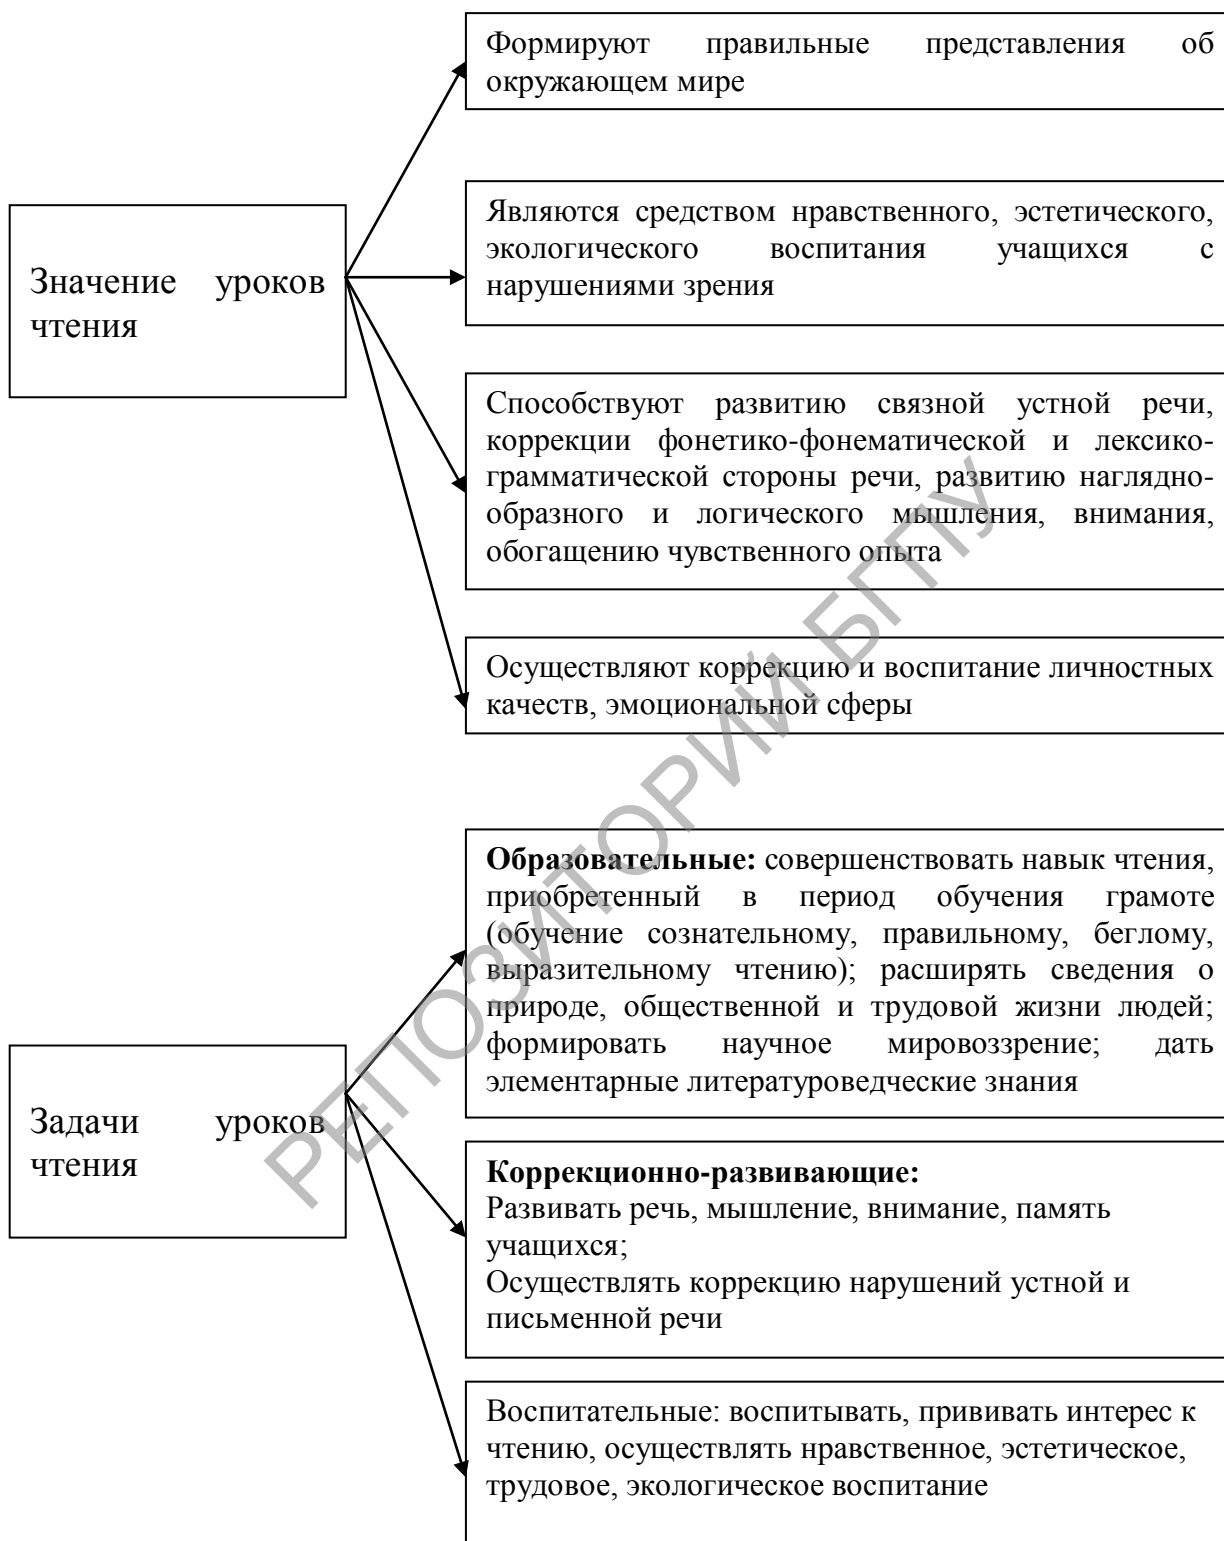 Формируют правильные представления об
окружающем мире
Являются средством нравственного, эстетического,
экологического воспитания учащихся с
нарушениями зрения
Значение уроков
чтения
Способствуют развитию связной устной речи,
коррекции фонетико-фонематической и лексико-
грамматической стороны речи, развитию наглядно-
образного и логического мышления, внимания,
обогащению чувственного опыта
Осуществляют коррекцию и воспитание личностных
качеств, эмоциональной сферы
Образовательные: совершенствовать навык чтения,
приобретенный в период обучения грамоте
(обучение сознательному, правильному, беглому,
выразительному чтению); расширять сведения о
природе, общественной и трудовой жизни людей;
формировать научное мировоззрение; дать
элементарные литературоведческие знания
Задачи уроков
чтения
Коррекционно-развивающие:
Развивать речь, мышление, внимание, память
учащихся;
Осуществлять коррекцию нарушений устной и
письменной речи
Воспитательные: воспитывать, прививать интерес к
чтению, осуществлять нравственное, эстетическое,
трудовое, экологическое воспитание
РЕПОЗИТОРИЙ БГПУ